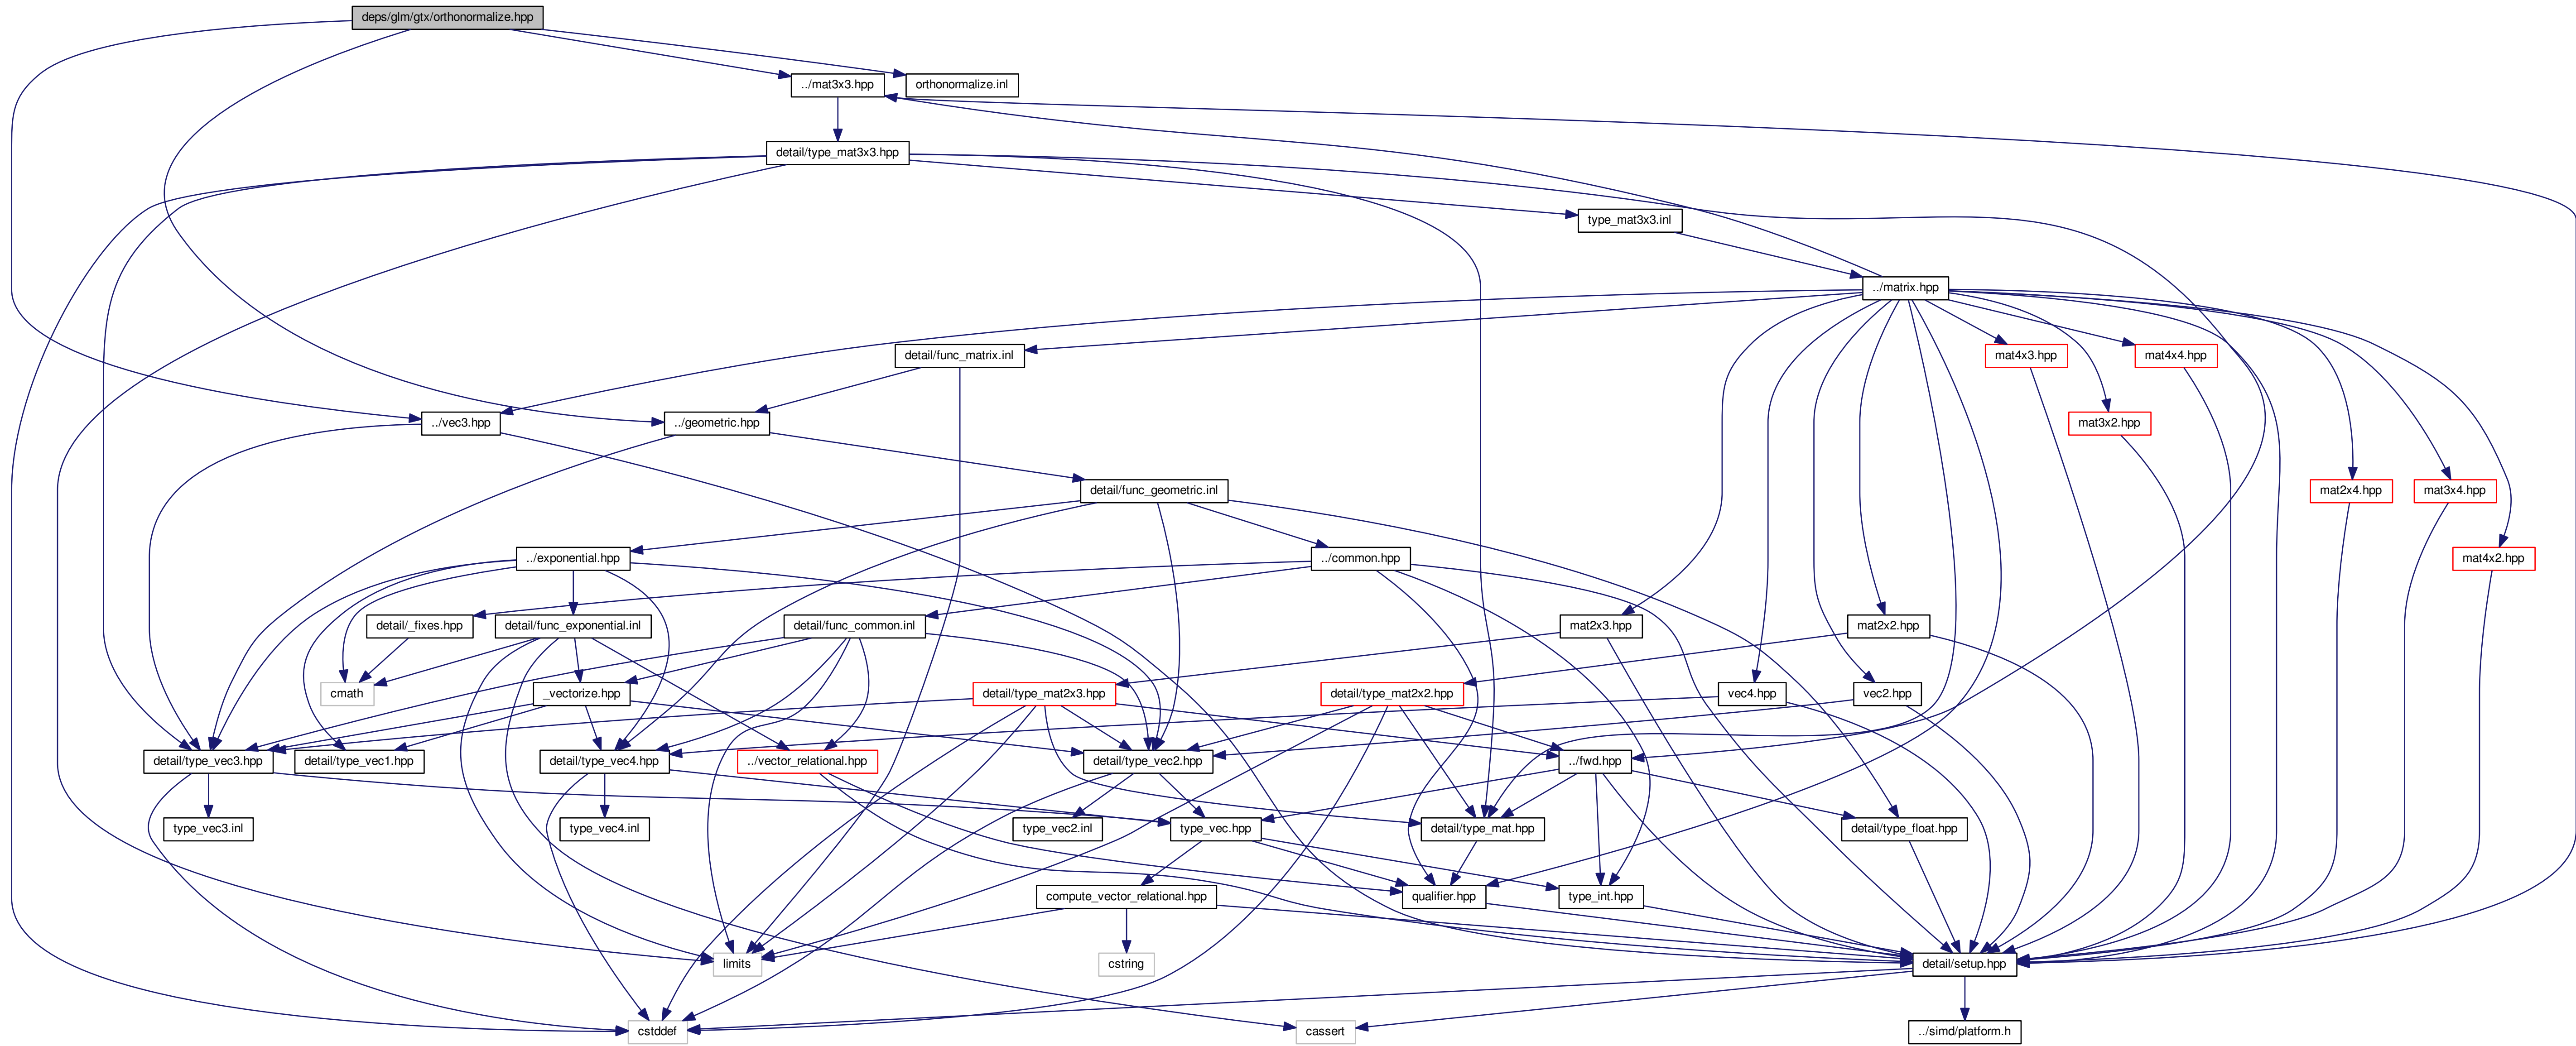 deps/glm/gtx/orthonormalize.hpp
../mat3x3.hpp
orthonormalize.inl
detail/type_mat3x3.hpp
type_mat3x3.inl
../matrix.hpp
detail/func_matrix.inl
mat4x3.hpp
mat4x4.hpp
../vec3.hpp
../geometric.hpp
mat3x2.hpp
detail/func_geometric.inl
mat2x4.hpp
mat3x4.hpp
../exponential.hpp
../common.hpp
mat4x2.hpp
detail/_fixes.hpp
detail/func_exponential.inl
detail/func_common.inl
mat2x3.hpp
mat2x2.hpp
cmath
_vectorize.hpp
detail/type_mat2x3.hpp
detail/type_mat2x2.hpp
vec4.hpp
vec2.hpp
detail/type_vec3.hpp
detail/type_vec1.hpp
detail/type_vec4.hpp
../vector_relational.hpp
detail/type_vec2.hpp
../fwd.hpp
type_vec3.inl
type_vec4.inl
type_vec2.inl
type_vec.hpp
detail/type_mat.hpp
detail/type_float.hpp
compute_vector_relational.hpp
qualifier.hpp
type_int.hpp
limits
cstring
detail/setup.hpp
cstddef
cassert
../simd/platform.h